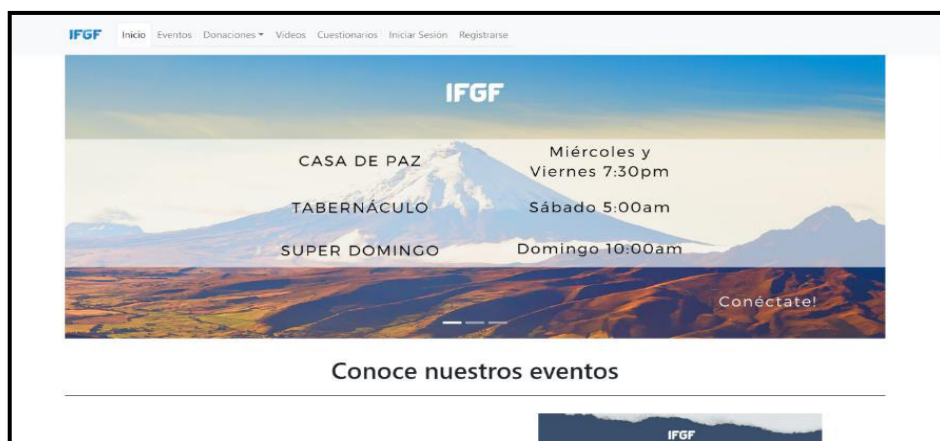 IFGF Inicio Eventos Donaciones Videos Cuestionarios Iniciar Sesión Registrarse
IFGF
CASA DE PAZ
Miércoles y
Viernes 7:30pm
TABERNÁCULO
Sábado 5:00am
SUPER DOMINGO
Domingo 10:00am
Conéctate!
Conoce nuestros eventos
IFGF